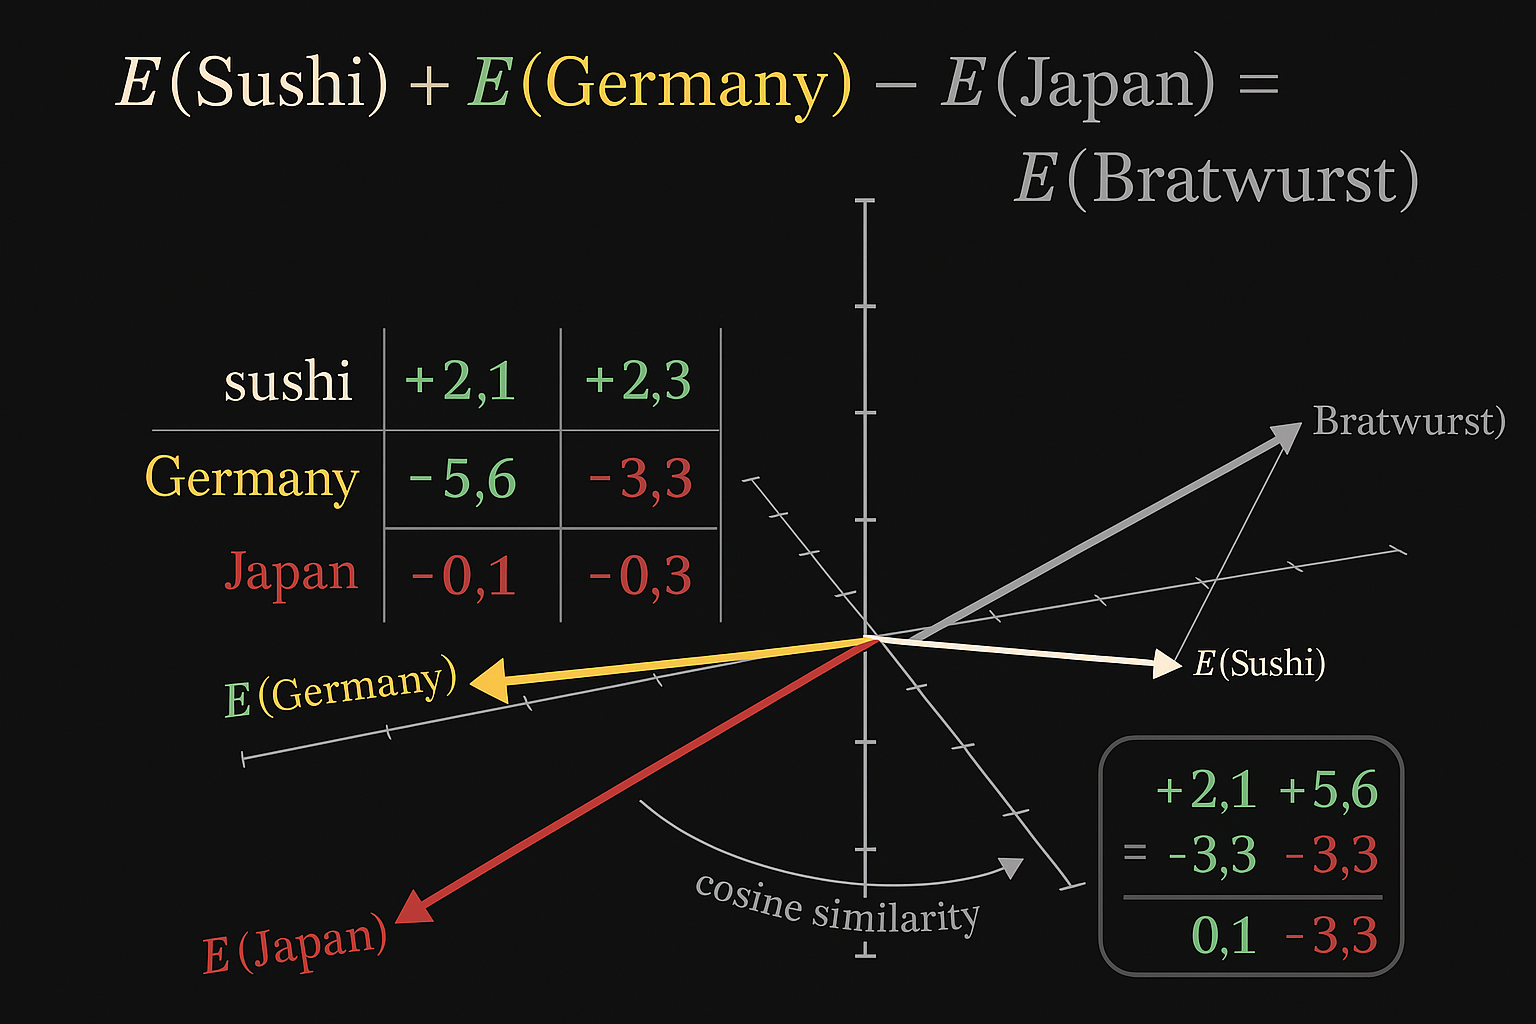 E(Sushi) + E(Germany) − E(Japan) =
E(Bratwurst)
sushi +2,1 +2,3
Germany -5,6 -3,3
Japan -0,1 -0,3
Bratwurst)
E(Germany)
E(Sushi)
E(Japan)
cosine similarity
+2,1 +5,6
= -3,3 -3,3
0,1 -3,3